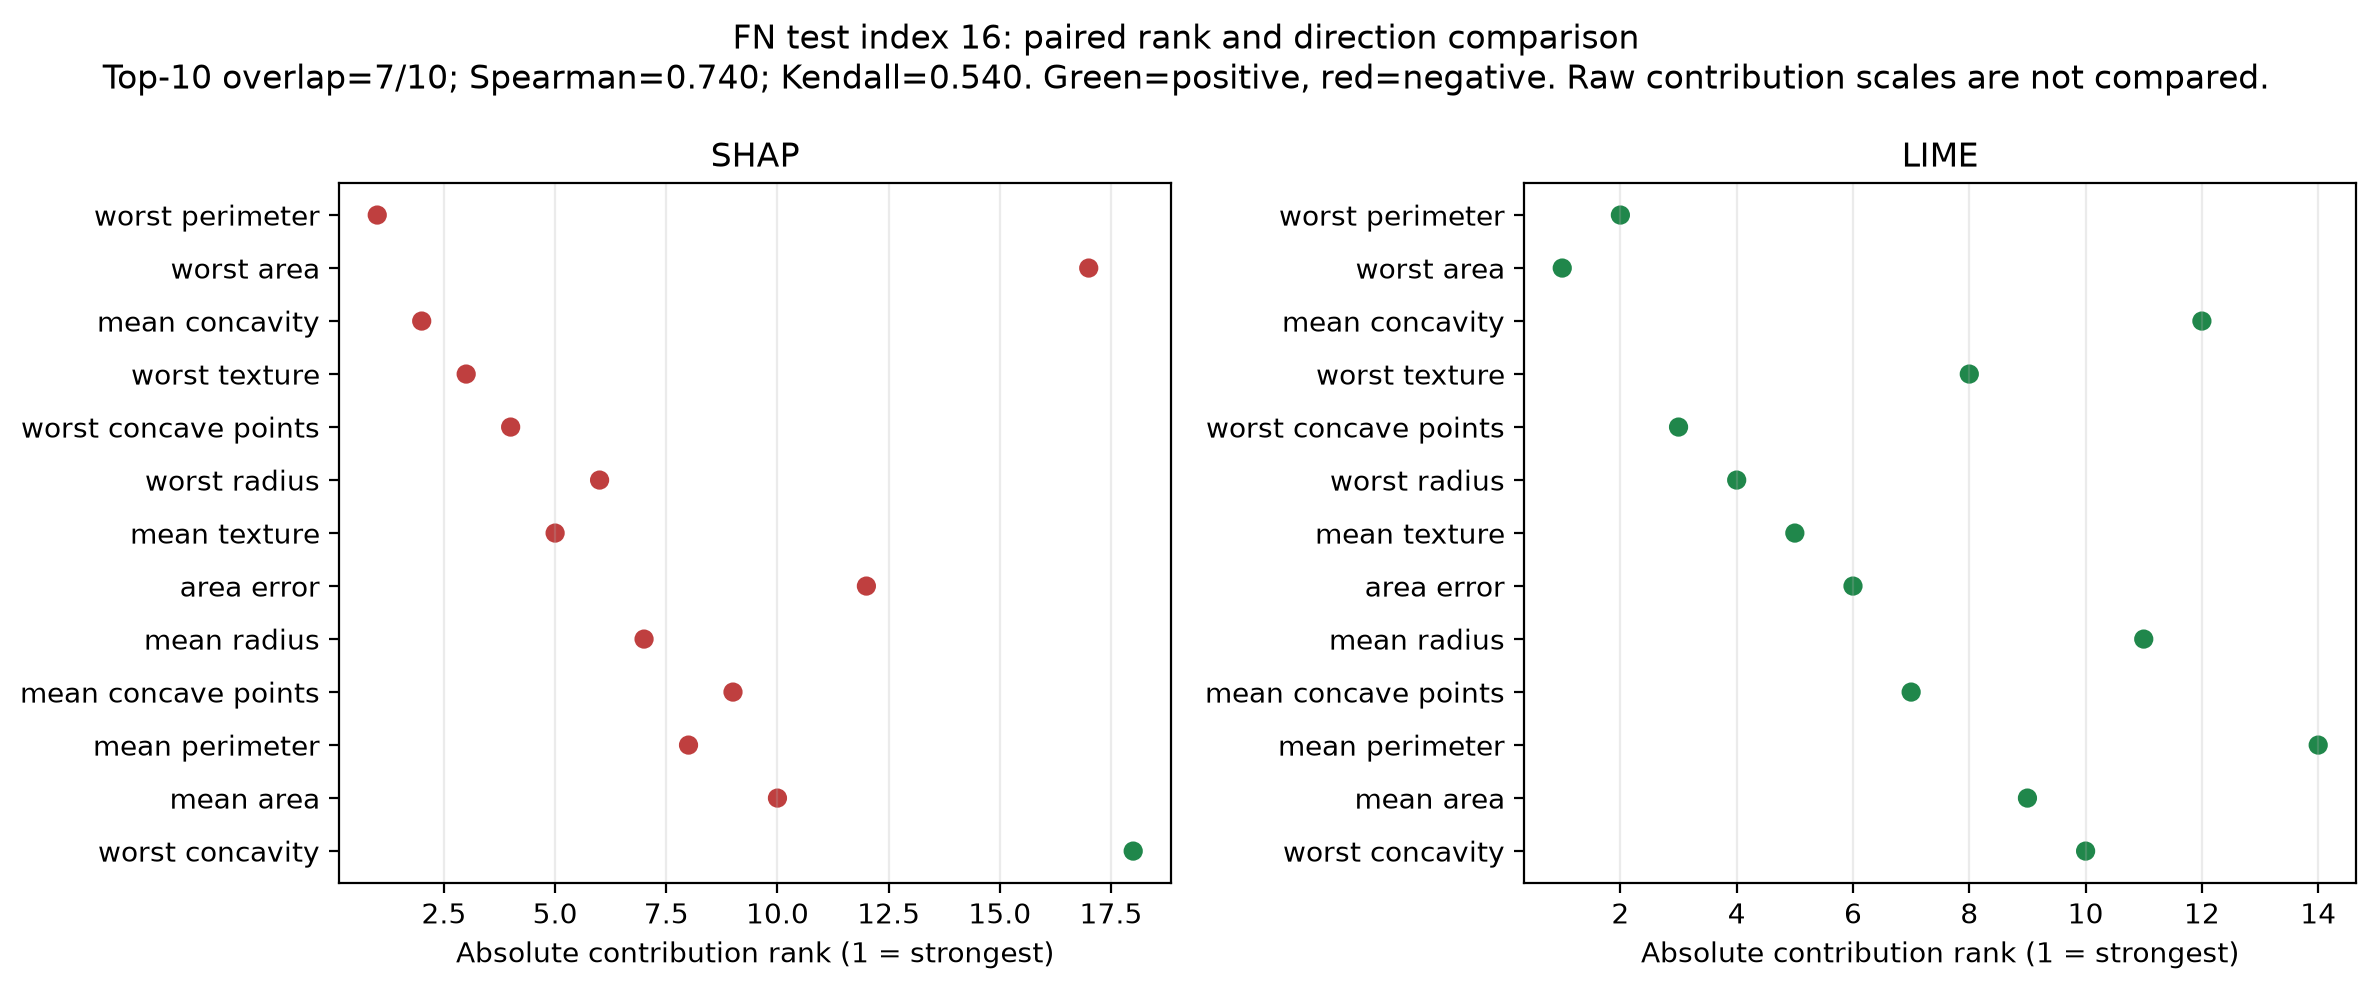 FN test index 16: paired rank and direction comparison
Top-10 overlap=7/10; Spearman=0.740; Kendall=0.540. Green=positive, red=negative. Raw contribution scales are not compared.
SHAP
worst perimeter
worst area
mean concavity
worst texture
worst concave points
worst radius
mean texture
area error
mean radius
mean concave points
mean perimeter
mean area
worst concavity
2.5 5.0 7.5 10.0 12.5 15.0 17.5
Absolute contribution rank (1 = strongest)
LIME
worst perimeter
worst area
mean concavity
worst texture
worst concave points
worst radius
mean texture
area error
mean radius
mean concave points
mean perimeter
mean area
worst concavity
2 4 6 8 10 12 14
Absolute contribution rank (1 = strongest)